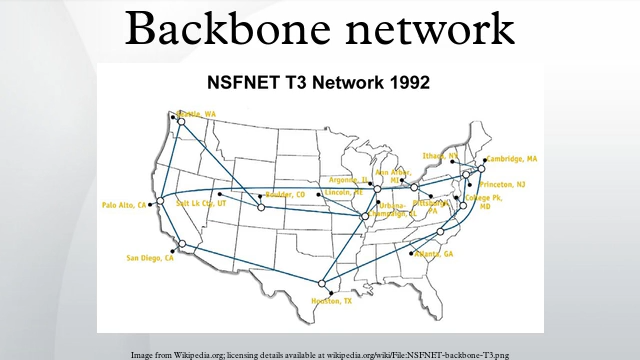 Backbone network
NSFNET T3 Network 1992
Seattle, WA
Ithaca, NY
Cambridge, MA
Ann Arbor,
MI
Argonne, IL
Princeton, NJ
Salt Lk Cty, UT
Boulder, CO
Lincoln, NE
College Pk,
MD
Palo Alto, CA
Urbana-
Champaign, IL
Pittsburgh,
PA
San Diego, CA
Atlanta, GA
Houston, TX
Image from Wikipedia.org; licensing details available at wikipedia.org/wiki/File:NSFNET-backbone-T3.png